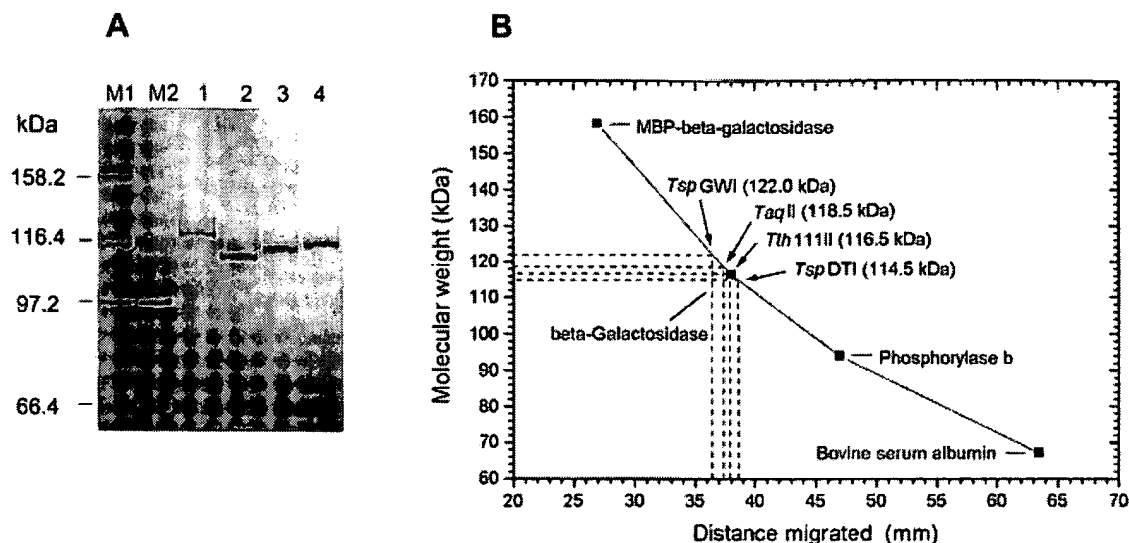 A
M1 M2 1 2 3 4
kDa
158.2
116.4
97.2
66.4
B
170
160
150
140
130
120
110
100
90
80
70
60
Molecular weight (kDa)
MBP-beta-galactosidase
TspGWI (122.0 kDa)
TaqII (118.5 kDa)
Tth111II (116.5 kDa)
TspDTI (114.5 kDa)
beta-Galactosidase
Phosphorylase b
Bovine serum albumin
20 25 30 35 40 45 50 55 60 65 70
Distance migrated (mm)